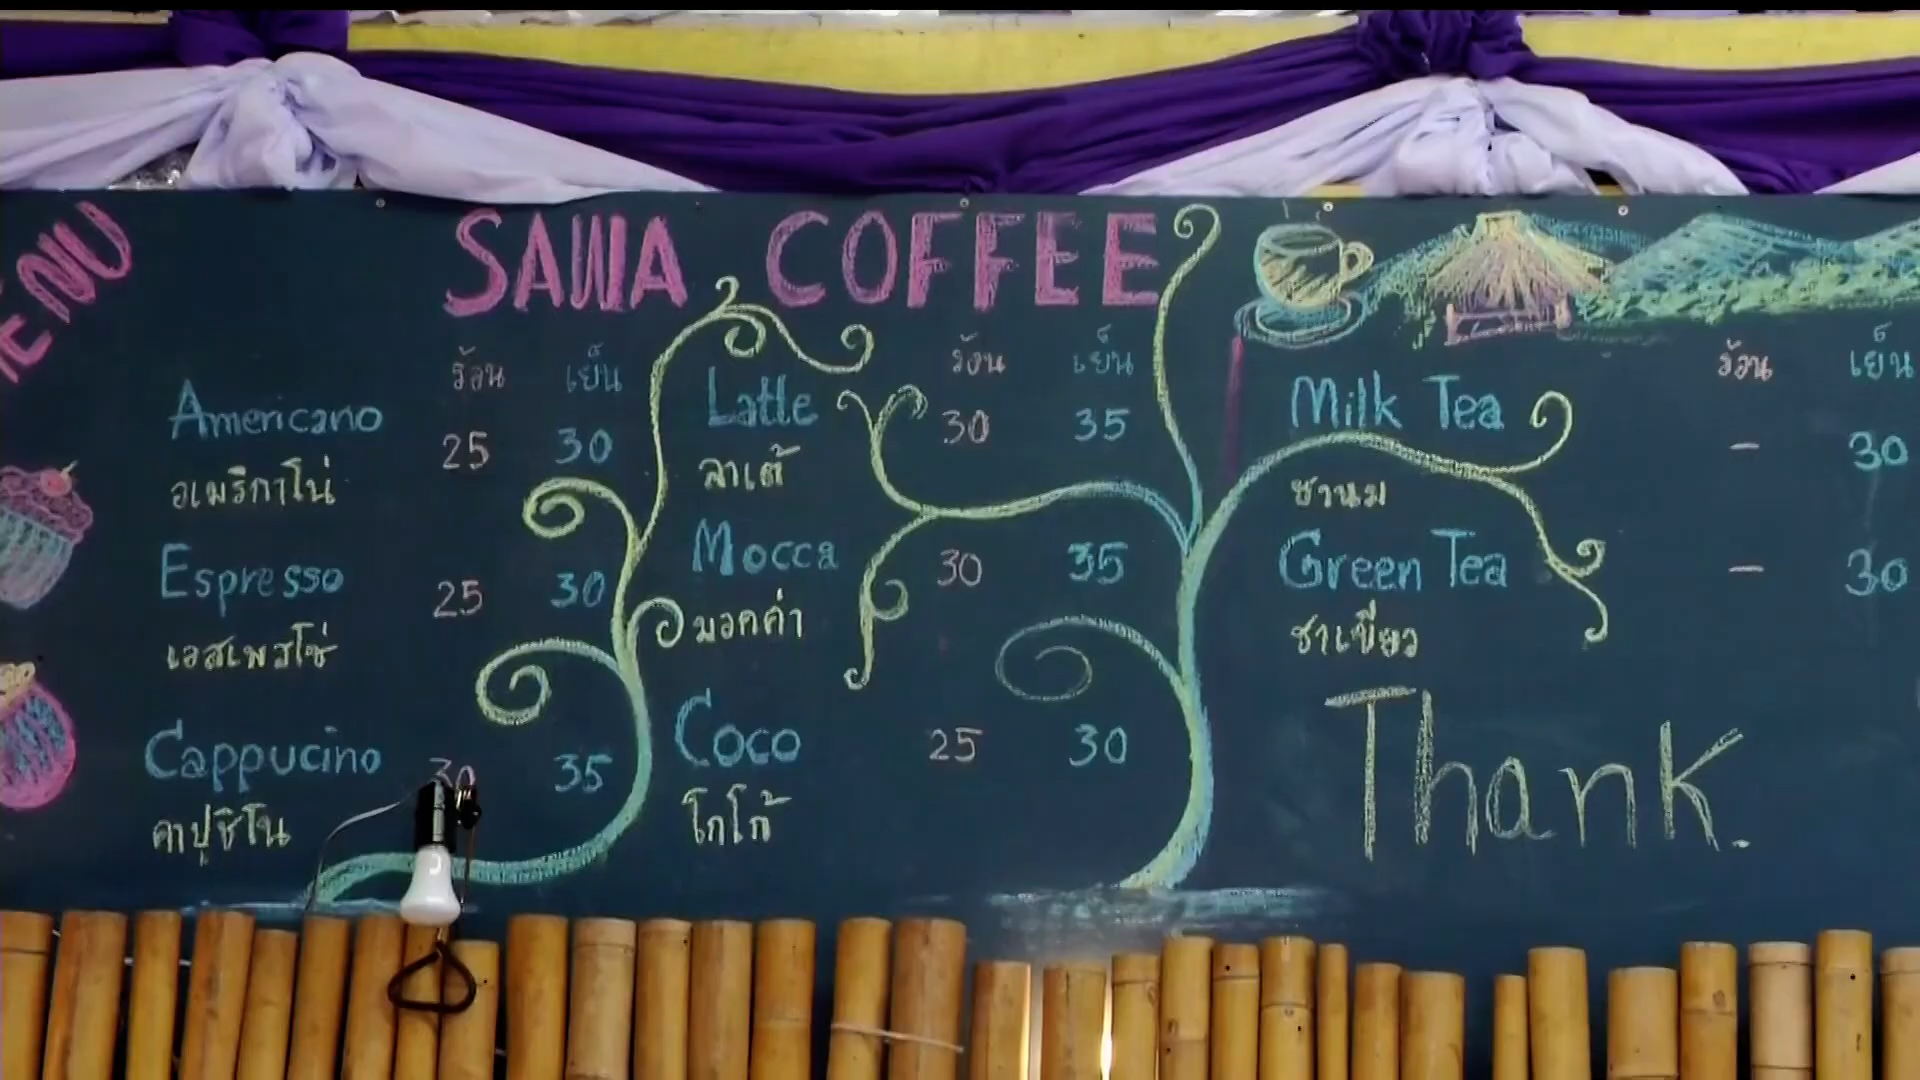 MENU
SAWA COFFEE
ร้อน เย็น
Americano 25 30
อเมริกาโน่
Espresso 25 30
เอสเพรสโซ่
Cappucino 30 35
คาปูชิโน
ร้อน เย็น
Latte 30 35
ลาเต้
Mocca 30 35
มอคค่า
Coco 25 30
โกโก้
ร้อน เย็น
Milk Tea - 30
ชานม
Green Tea - 30
ชาเขียว
Thank.